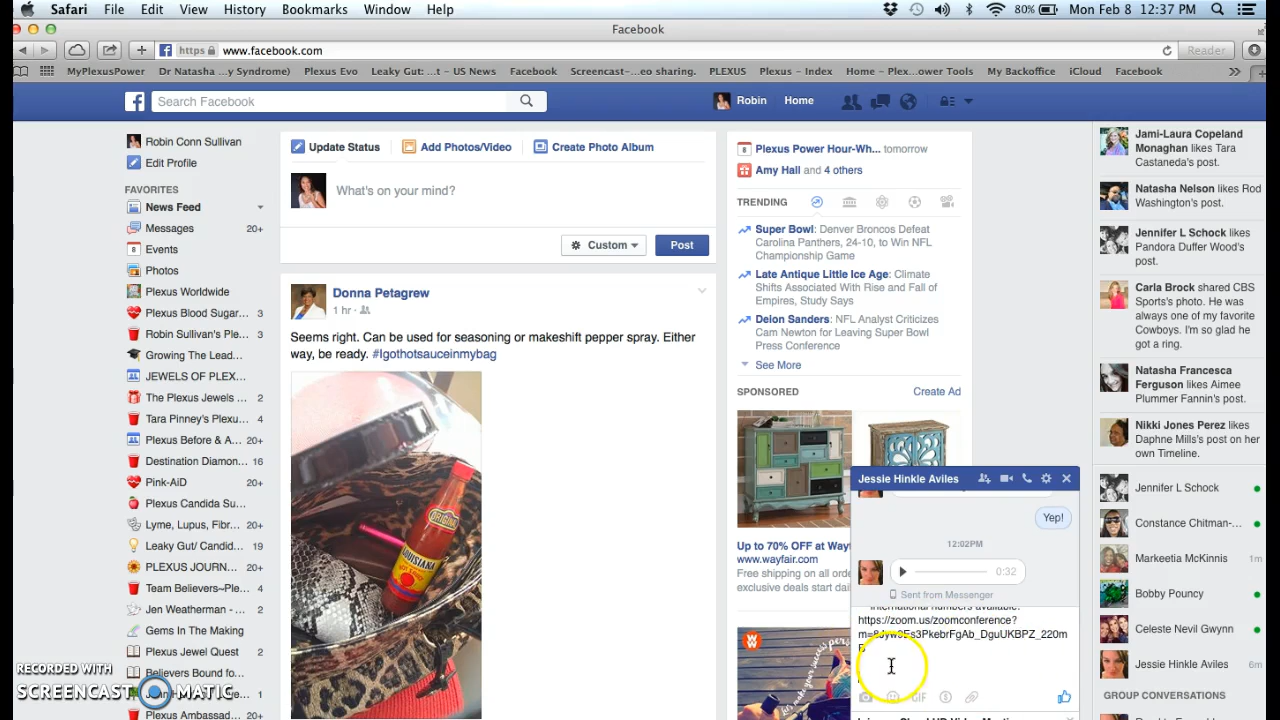 Safari File Edit View History Bookmarks Window Help 80% Mon Feb 8 12:37 PM
Facebook
https www.facebook.com Reader
MyPlexusPower Dr Natasha ...y Syndrome) Plexus Evo Leaky Gut: ...t - US News Facebook Screencast-...eo sharing. PLEXUS Plexus - Index Home - Plex...ower Tools My Backoffice iCloud Facebook
Search Facebook Robin Home
Robin Conn Sullivan
Edit Profile
FAVORITES
News Feed
Messages 20+
Events
Photos
Plexus Worldwide
Plexus Blood Sugar... 3
Robin Sullivan's Ple... 3
Growing The Lead...
JEWELS OF PLEX...
The Plexus Jewels ... 2
Tara Pinney's Plexu... 4
Plexus Before & A... 20+
Destination Diamon... 16
Pink-AiD 20+
Plexus Candida Su...
Lyme, Lupus, Fibr... 20+
Leaky Gut/ Candid... 19
PLEXUS JOURN... 20+
Team Believers~Ple... 4
Jen Weatherman - ... 2
Gems In The Making
Plexus Jewel Quest 2
Believers Bound fo...
1
Plexus Ambassad... 20+
RECORDED WITH
SCREENCAST MATIC
Update Status Add Photos/Video Create Photo Album
What's on your mind?
Custom Post
Donna Petagrew
1 hr
Seems right. Can be used for seasoning or makeshift pepper spray. Either
way, be ready. #Igothotsauceinmybag
ORIGINAL
LOUISIANA
8 Plexus Power Hour-Wh... tomorrow
Amy Hall and 4 others
TRENDING
Super Bowl: Denver Broncos Defeat
Carolina Panthers, 24-10, to Win NFL
Championship Game
Late Antique Little Ice Age: Climate
Shifts Associated With Rise and Fall of
Empires, Study Says
Deion Sanders: NFL Analyst Criticizes
Cam Newton for Leaving Super Bowl
Press Conference
See More
SPONSORED Create Ad
Up to 70% OFF at Wayf
www.wayfair.com
Free shipping on all orde
exclusive deals start dail
Jessie Hinkle Aviles
Yep!
12:02PM
0:32
Sent from Messenger
International numbers available:
https://zoom.us/zoomconference?
GIF
Jami-Laura Copeland
Monaghan likes Tara
Castaneda's post.
Natasha Nelson likes Rod
Washington's post.
Jennifer L Schock likes
Pandora Duffer Wood's
post.
Carla Brock shared CBS
Sports's photo. He was
always one of my favorite
Cowboys. I'm so glad he
got a ring.
Natasha Francesca
Ferguson likes Aimee
Plummer Fannin's post.
Nikki Jones Perez likes
Daphne Mills's post on her
own Timeline.
Jennifer L Schock
Constance Chitman-...
Markeetia McKinnis 1m
Bobby Pouncy
Celeste Nevil Gwynn
Jessie Hinkle Aviles 6m
GROUP CONVERSATIONS